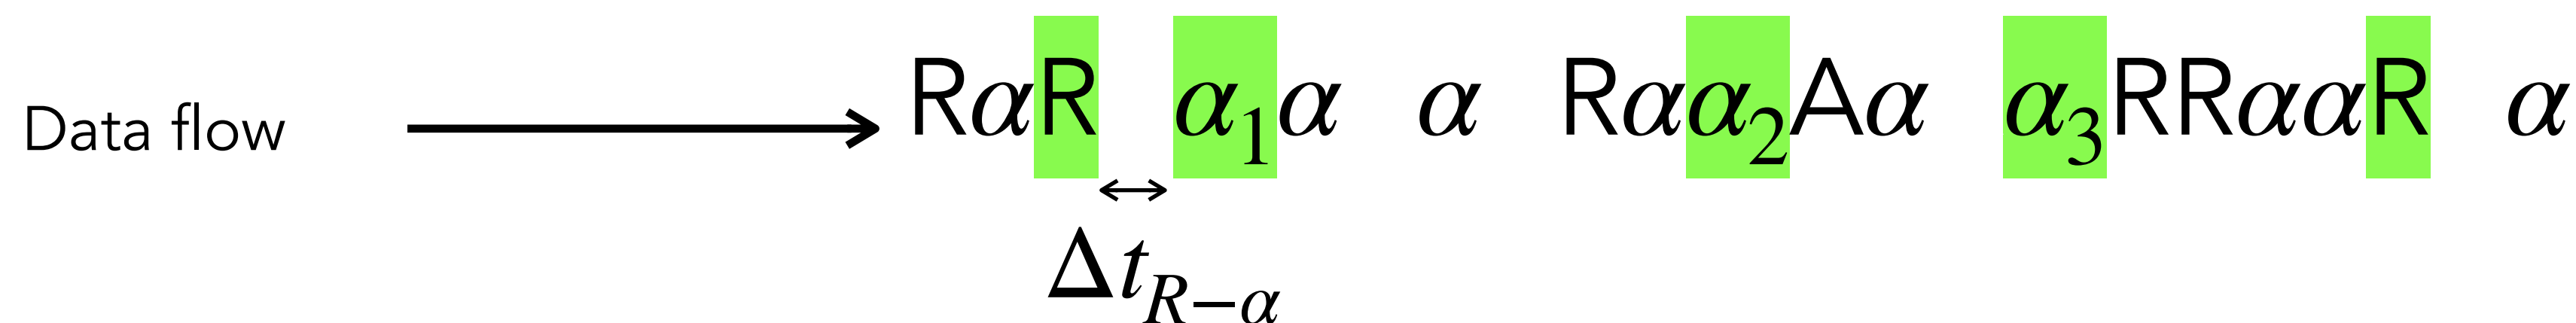 Data flow RαR α₁α α Rαα₂Aα α₃RRααR α
Δt_{R−α}